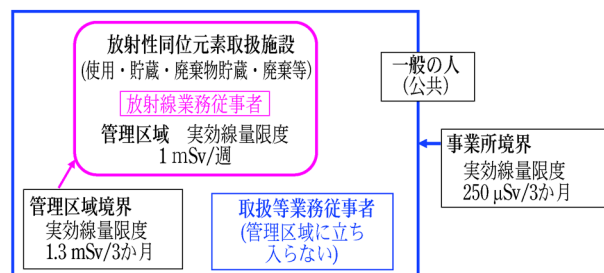 放射性同位元素取扱施設
(使用・貯蔵・廃棄物貯蔵・廃棄等)
放射線業務従事者
管理区域 実効線量限度
1 mSv/週
一般の人
(公共)
事業所境界
実効線量限度
250 μSv/3か月
管理区域境界
実効線量限度
1.3 mSv/3か月
取扱等業務従事者
(管理区域に立ち
入らない)